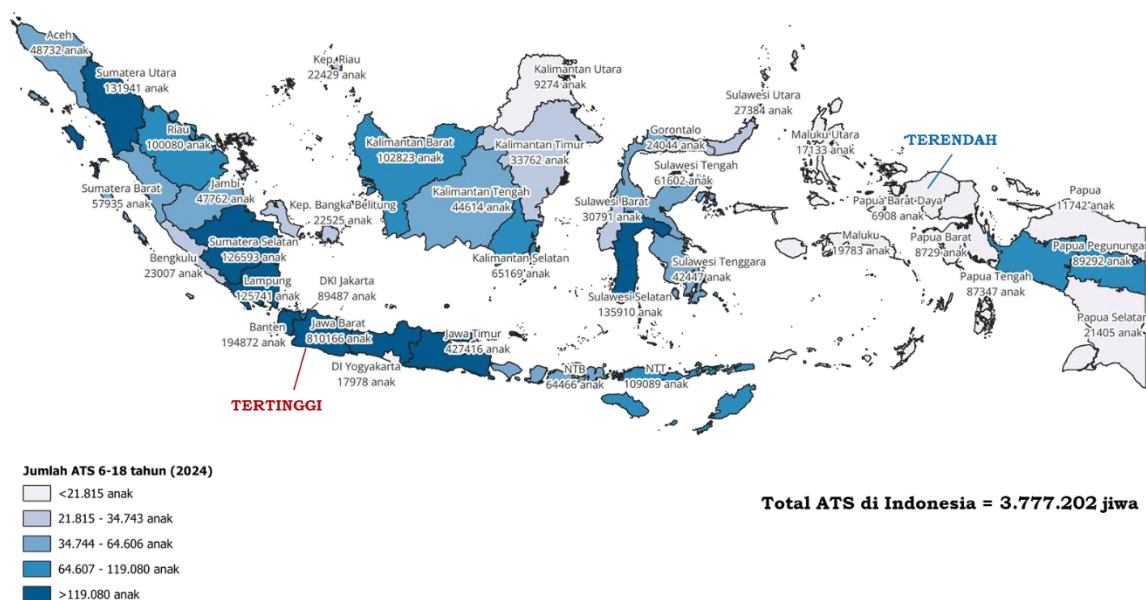 Aceh
48732 anak
Sumatera Utara
131941 anak
Kep. Riau
22429 anak
Riau
100080 anak
Sumatera Barat
57935 anak
Jambi
47762 anak
Kep. Bangka Belitung
22525 anak
Sumatera Selatan
126593 anak
Bengkulu
23007 anak
Lampung
125741 anak
DKI Jakarta
89487 anak
Banten
194872 anak
Jawa Barat
810166 anak
Jawa Timur
427416 anak
DI Yogyakarta
17978 anak
TERTINGGI
NTB
64466 anak
NTT
109089 anak
Kalimantan Utara
9274 anak
Kalimantan Barat
102823 anak
Kalimantan Timur
33762 anak
Kalimantan Tengah
44614 anak
Kalimantan Selatan
65169 anak
Sulawesi Utara
27384 anak
Gorontalo
24044 anak
Sulawesi Tengah
61602 anak
Sulawesi Barat
30791 anak
Sulawesi Tenggara
42447 anak
Sulawesi Selatan
135910 anak
Maluku Utara
17133 anak
TERENDAH
Papua Barat Daya
6908 anak
Maluku
19783 anak
Papua Barat
8729 anak
Papua
11742 anak
Papua Pegunungan
89292 anak
Papua Tengah
87347 anak
Papua Selatan
21405 anak
Jumlah ATS 6-18 tahun (2024)
<21.815 anak
21.815 - 34.743 anak
34.744 - 64.606 anak
64.607 - 119.080 anak
>119.080 anak
Total ATS di Indonesia = 3.777.202 jiwa